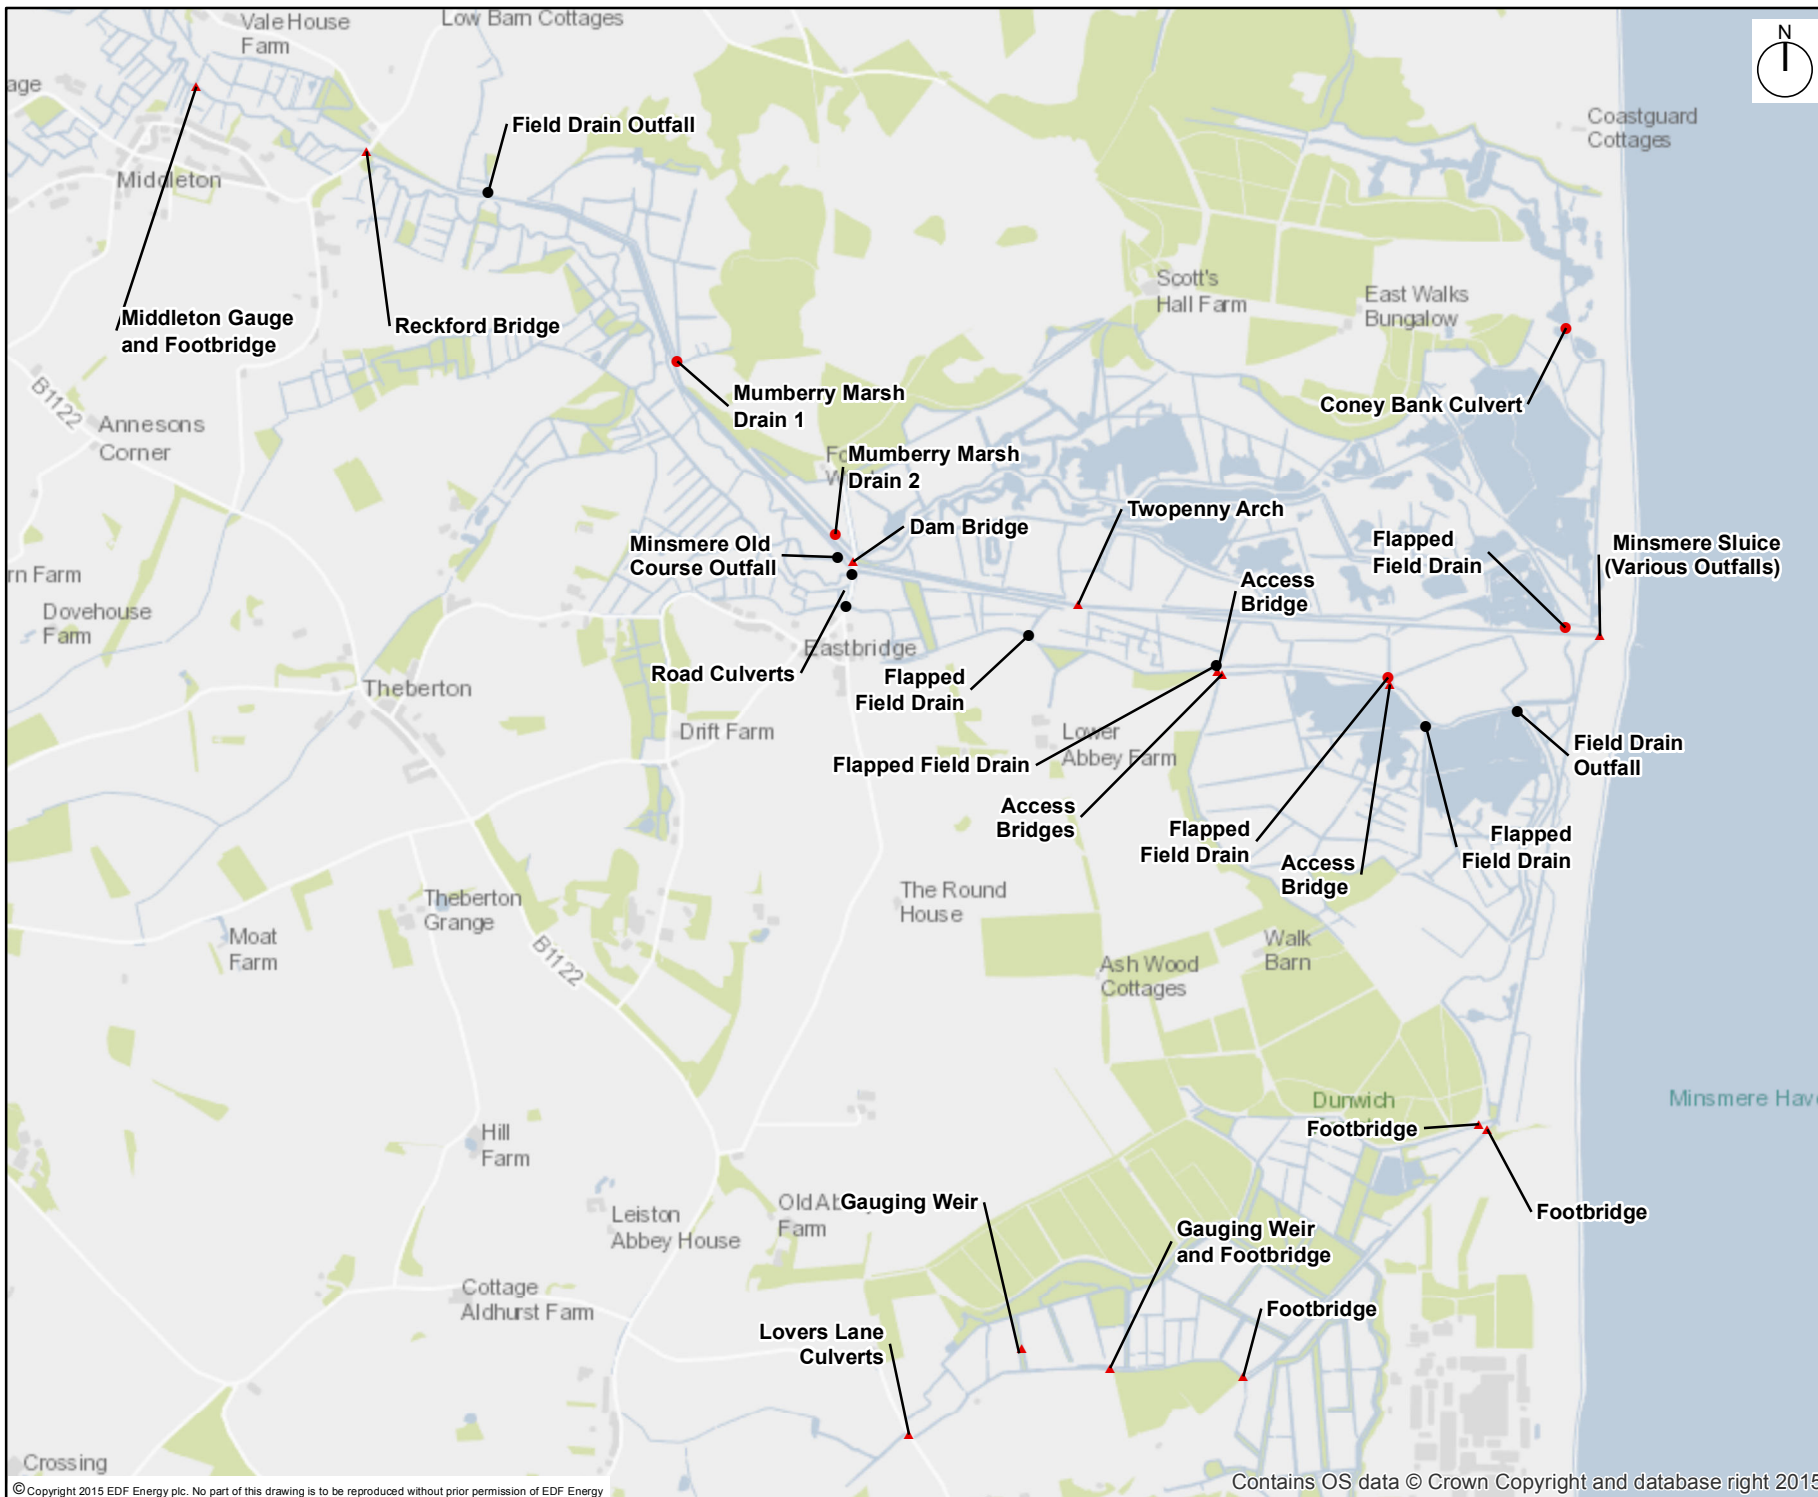 Vale House
Farm
Low Barn Cottages
N
age
Coastguard
Cottages
Field Drain Outfall
Middleton
Middleton Gauge
and Footbridge
Reckford Bridge
Scott's
Hall Farm
East Walks
Bungalow
B1122
Mumberry Marsh
Drain 1
Coney Bank Culvert
Annesons
Corner
Mumberry Marsh
Drain 2
Twopenny Arch
Dam Bridge
Minsmere Old
Course Outfall
Flapped
Field Drain
Minsmere Sluice
(Various Outfalls)
Access
Bridge
rn Farm
Dovehouse
Farm
Eastbridge
Road Culverts
Flapped
Field Drain
Theberton
Drift Farm
Lower
Abbey Farm
Flapped Field Drain
Field Drain
Outfall
Access
Bridges
Flapped
Field Drain
Access
Bridge
Flapped
Field Drain
Theberton
Grange
The Round
House
Moat
Farm
B1122
Walk
Barn
Ash Wood
Cottages
Dunwich
Footbridge
Minsmere Have
Hill
Farm
Leiston
Abbey House
Old Ab
Farm
Gauging Weir
Footbridge
Gauging Weir
and Footbridge
Cottage
Aldhurst Farm
Footbridge
Lovers Lane
Culverts
Crossing
© Copyright 2015 EDF Energy plc. No part of this drawing is to be reproduced without prior permission of EDF Energy
Contains OS data © Crown Copyright and database right 2015